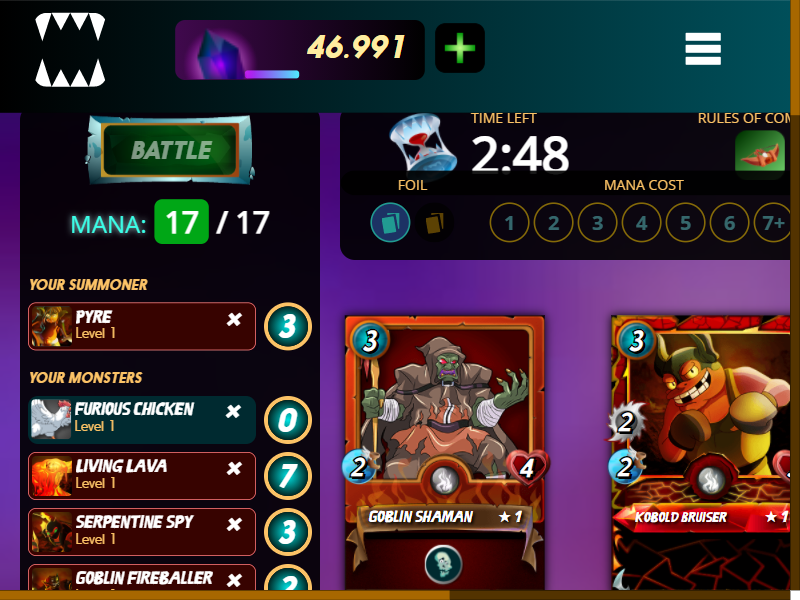 46.991
BATTLE
MANA: 17 / 17
YOUR SUMMONER
PYRE
Level 1
3
YOUR MONSTERS
FURIOUS CHICKEN
Level 1
0
LIVING LAVA
Level 1
7
SERPENTINE SPY
Level 1
3
GOBLIN FIREBALLER
TIME LEFT
2:48
RULES OF
FOIL
MANA COST
1 2 3 4 5 6 7+
3
2
4
GOBLIN SHAMAN ★ 1
3
2
2
KOBOLD BRUISER ★ 1